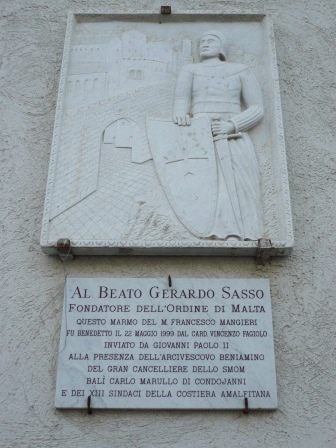 AL BEATO GERARDO SASSO
FONDATORE DELL'ORDINE DI MALTA
QUESTO MARMO DEL M. FRANCESCO MANGIERI
FU BENEDETTO IL 22 MAGGIO 1999 DAL CARD. VINCENZO FAGIOLO
INVIATO DA GIOVANNI PAOLO II
ALLA PRESENZA DELL'ARCIVESCOVO BENIAMINO
DEL GRAN CANCELLIERE DELLO SMOM
BALÌ CARLO MARULLO DI CONDOJANNI
E DEI XIII SINDACI DELLA COSTIERA AMALFITANA